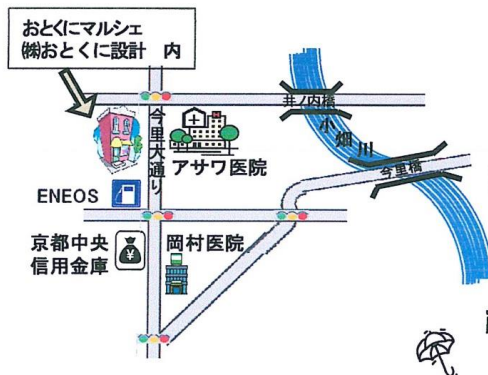 おとくにマルシェ
㈱おとくに設計　内
井ノ内橋
小畑川
今里大通り
アサワ医院
今里橋
ENEOS
京都中央
信用金庫
¥
岡村医院